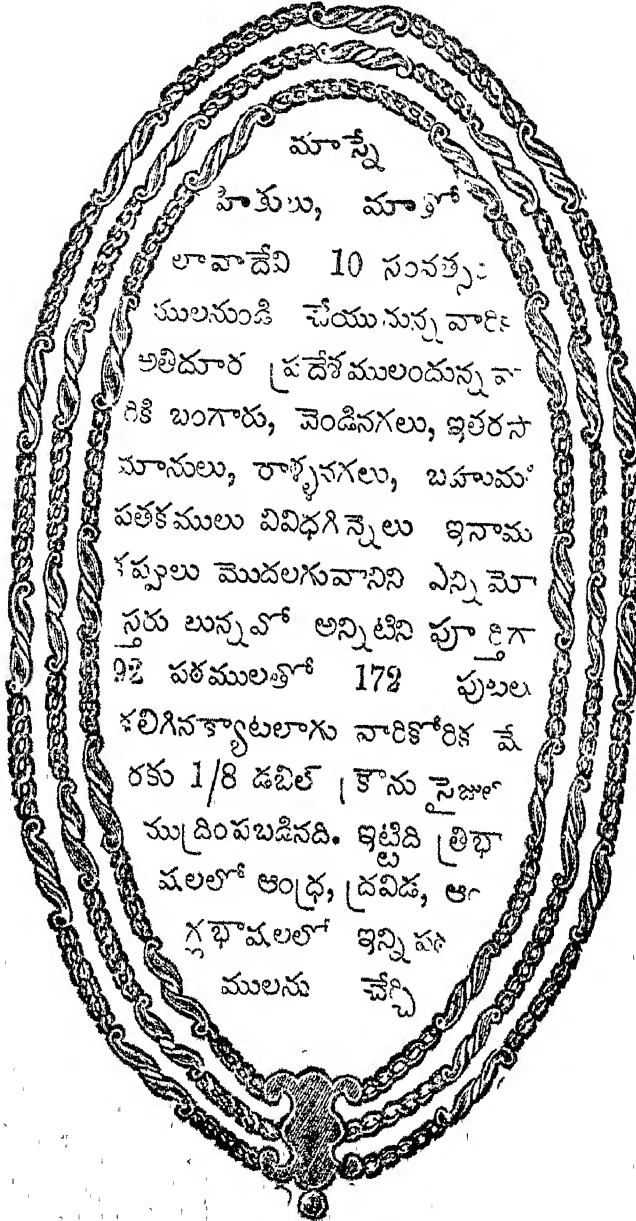 మాస్నే
హితులు, మాతో
లావాదేవి 10 సంవత్స
ములనుండి చేయుచున్న వారికి
అతిదూర ప్రదేశములందున్న వా
రికి బంగారు, వెండినగలు, ఇతరసా
మానులు, రాళ్ళనగలు, బహుమ
పతకములు వివిధగిన్నెలు ఇనాము
కప్పులు మొదలగువానిని ఎన్ని మో
స్తరు లున్నవో అన్నిటిని పూర్తిగా
92 పఠములతో 172 పుటలు
కలిగినక్యాటలాగు వారికోరిక మే
రకు 1/8 డబిల్ క్రౌను సైజులో
ముద్రింపబడినది. ఇట్టిది త్రిభా
షలలో ఆంధ్ర, ద్రవిడ, ఆం
గ్లభాషలలో ఇన్ని పఠ
ములను చేర్చి